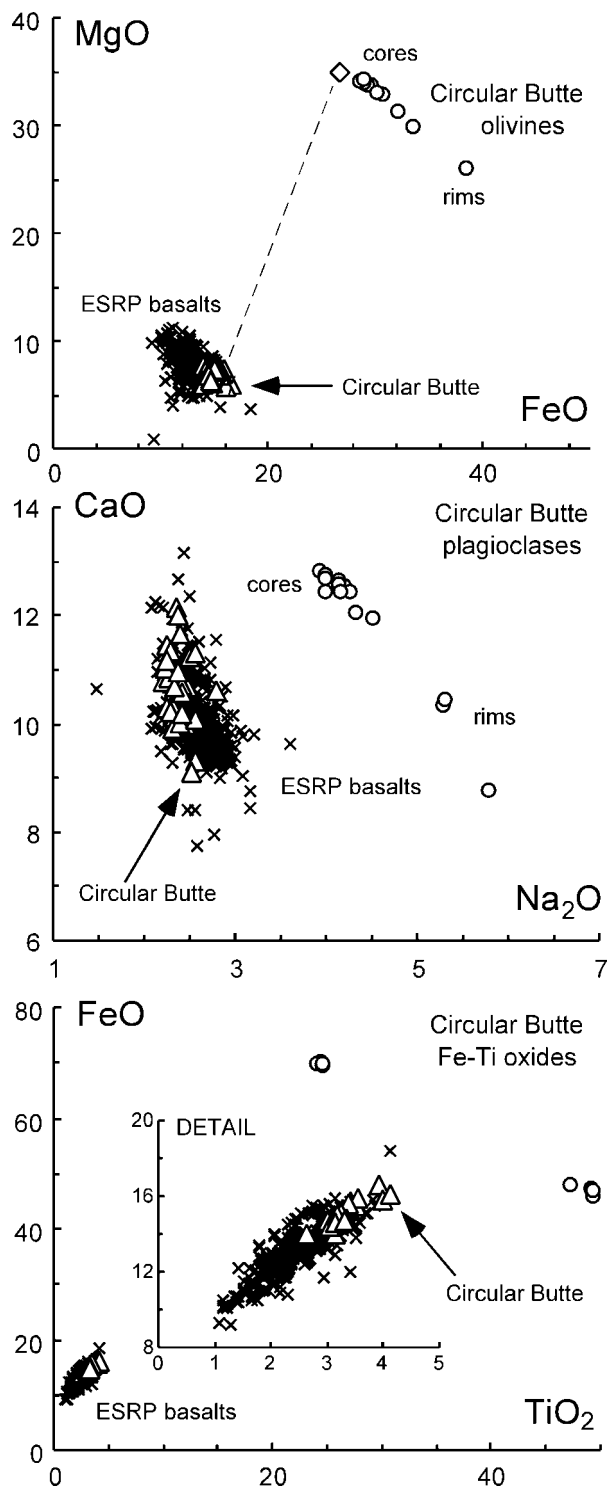 40
MgO
cores
Circular Butte
olivines
30
rims
20
ESRP basalts
10
Circular Butte
FeO
0
0 20 40
14
CaO
Circular Butte
plagioclases
cores
12
rims
10
ESRP basalts
8
Circular Butte
Na2O
6
1 3 5 7
80
FeO
Circular Butte
Fe-Ti oxides
60
20
DETAIL
16
40
12
Circular Butte
8
0 1 2 3 4 5
20
ESRP basalts
TiO2
0
0 20 40